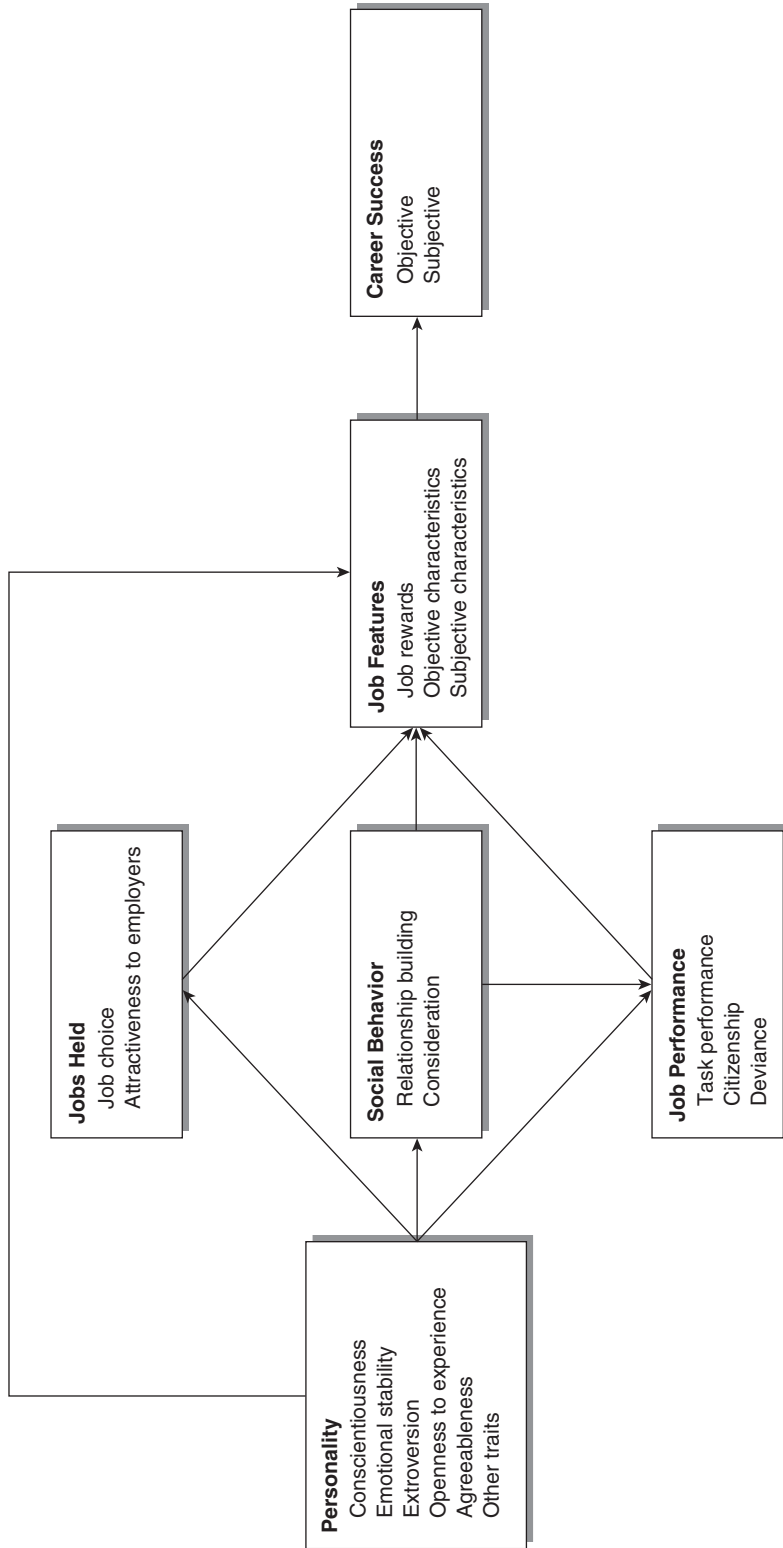 Personality
Conscientiousness
Emotional stability
Extroversion
Openness to experience
Agreeableness
Other traits
Jobs Held
Job choice
Attractiveness to employers
Social Behavior
Relationship building
Consideration
Job Performance
Task performance
Citizenship
Deviance
Job Features
Job rewards
Objective characteristics
Subjective characteristics
Career Success
Objective
Subjective